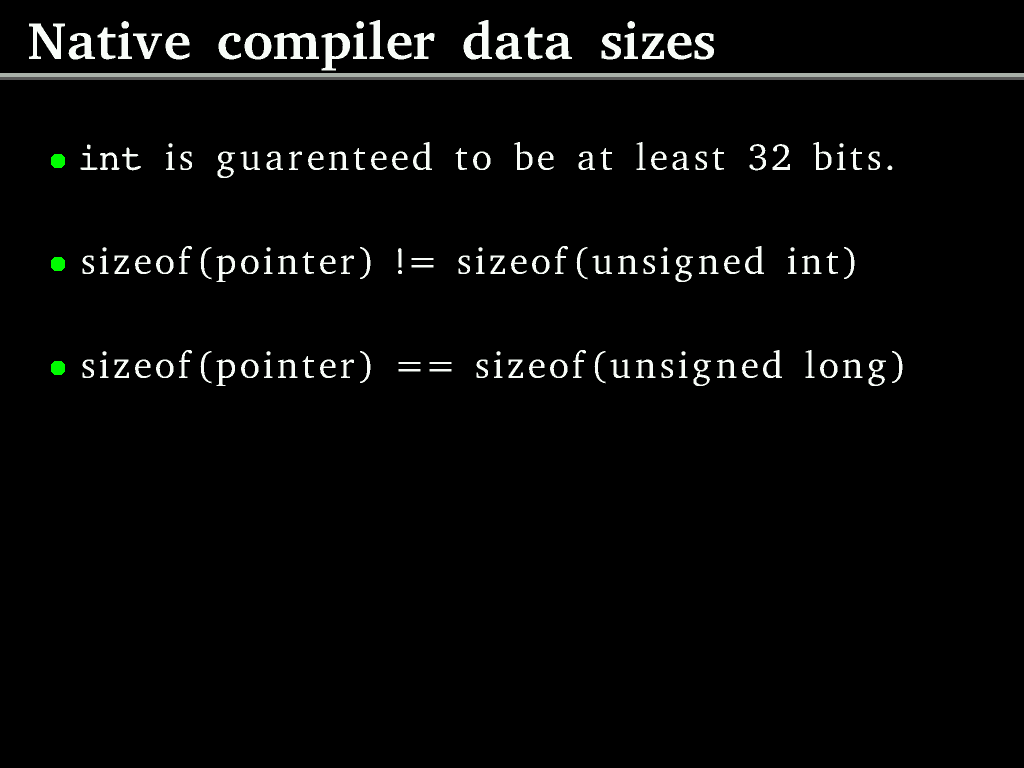 Native compiler data sizes
int is guarenteed to be at least 32 bits.
sizeof(pointer) != sizeof(unsigned int)
sizeof(pointer) == sizeof(unsigned long)